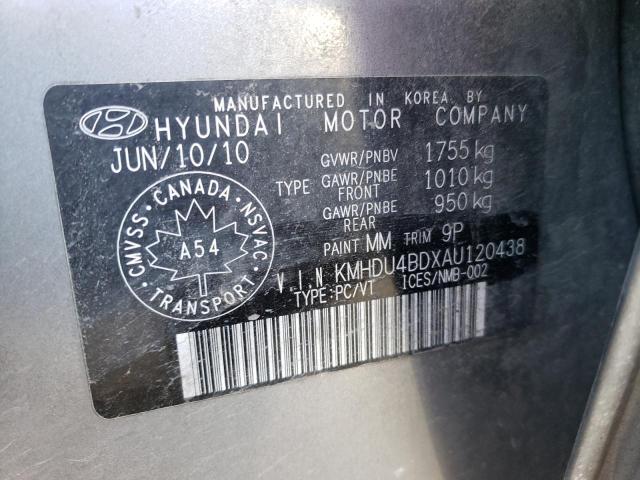 MANUFACTURED IN KOREA BY
HYUNDAI MOTOR COMPANY
JUN/10/10
GVWR/PNBV 1755 kg
TYPE GAWR/PNBE FRONT 1010 kg
GAWR/PNBE REAR 950 kg
CMVSS CANADA NSVAC
A54
TRANSPORT
PAINT MM TRIM 9P
V.I.N KMHDU4BDXAU120438
TYPE:PC/VT ICES/NMB-002